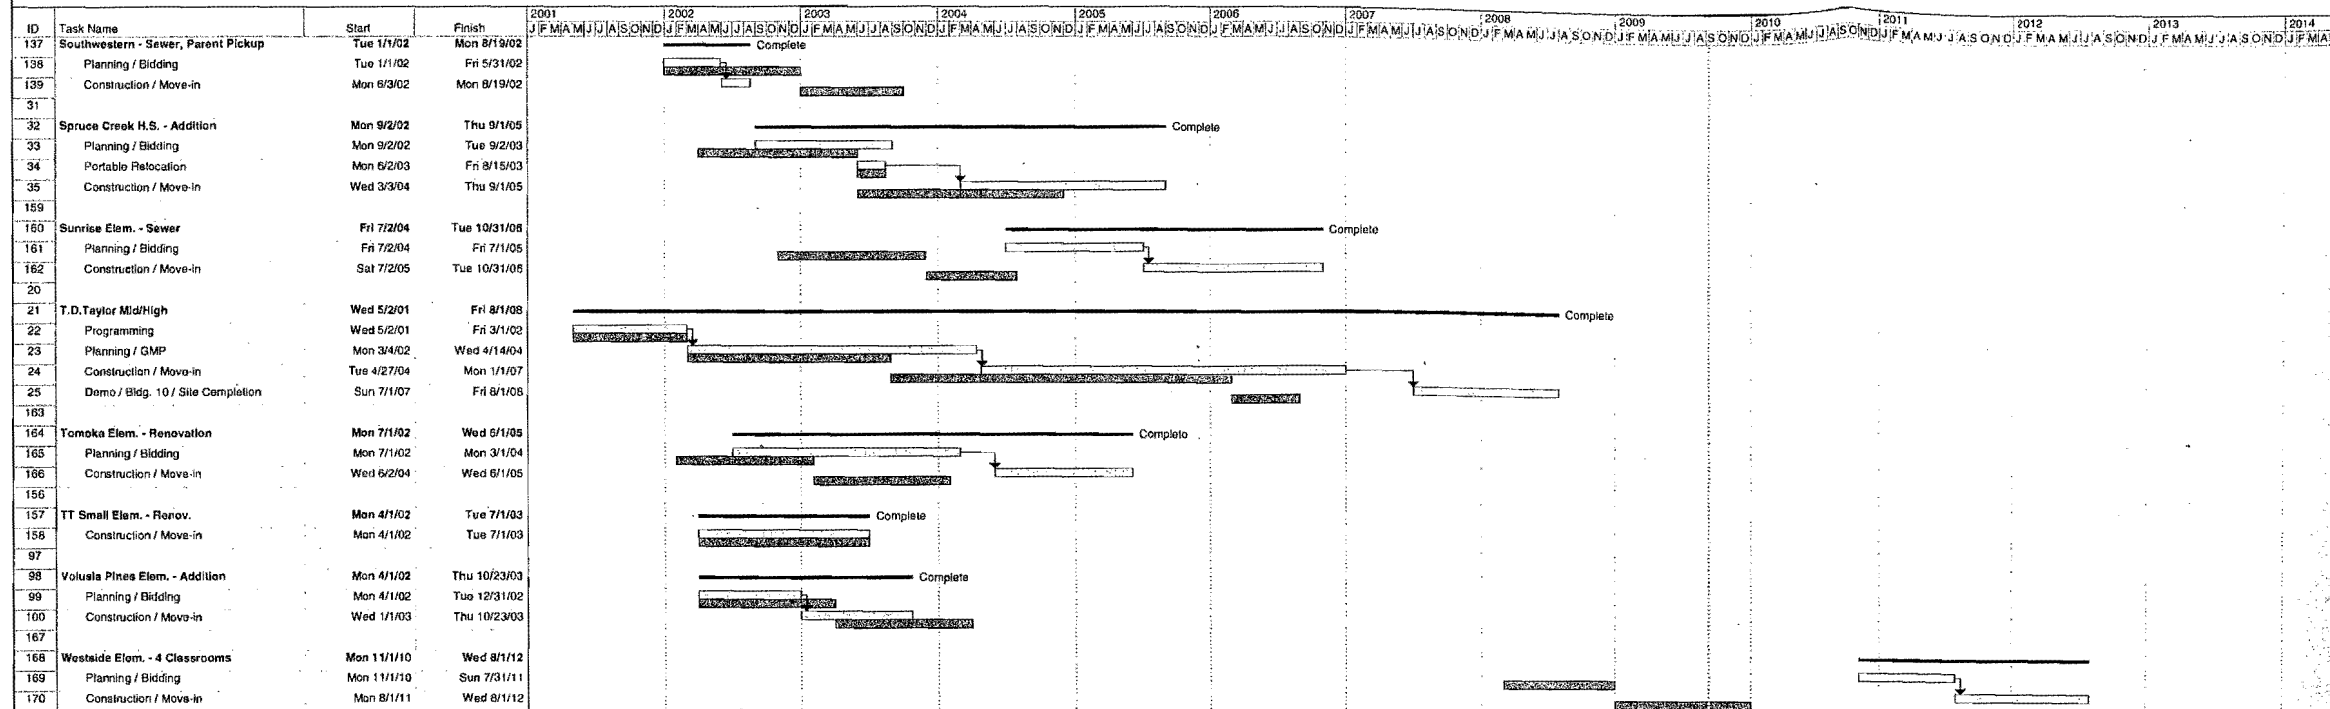 2001 2002 2003 2004 2005 2006 2007 2008 2009 2010 2011 2012 2013 2014
ID Task Name Start Finish J F M A M J J A S O N D J F M A M J J A S O N D J F M A M J J A S O N D J F M A M J J A S O N D J F M A M J J A S O N D J F M A M J J A S O N D J F M A M J J A S O N D J F M A M J J A S O N D J F M A M J J A S O N D J F M A M J J A S O N D J F M A M J J A S O N D J F M A M J J A S O N D J F M A M J J A S O N D J F M A
137 Southwestern - Sewer, Parent Pickup Tue 1/1/02 Mon 8/19/02 Complete
138 Planning / Bidding Tue 1/1/02 Fri 5/31/02
139 Construction / Move-in Mon 6/3/02 Mon 8/19/02
31
32 Spruce Creek H.S. - Addition Mon 9/2/02 Thu 9/1/05 Complete
33 Planning / Bidding Mon 9/2/02 Tue 9/2/03
34 Portable Relocation Mon 6/2/03 Fri 8/15/03
35 Construction / Move-in Wed 3/3/04 Thu 9/1/05
159
160 Sunrise Elem. - Sewer Fri 7/2/04 Tue 10/31/06 Complete
161 Planning / Bidding Fri 7/2/04 Fri 7/1/05
162 Construction / Move-in Sat 7/2/05 Tue 10/31/06
20
21 T.D.Taylor Mid/High Wed 5/2/01 Fri 8/1/08 Complete
22 Programming Wed 5/2/01 Fri 3/1/02
23 Planning / GMP Mon 3/4/02 Wed 4/14/04
24 Construction / Move-in Tue 4/27/04 Mon 1/1/07
25 Demo / Bldg. 10 / Site Completion Sun 7/1/07 Fri 8/1/08
163
164 Tomoka Elem. - Renovation Mon 7/1/02 Wed 6/1/05 Complete
165 Planning / Bidding Mon 7/1/02 Mon 3/1/04
166 Construction / Move-in Wed 6/2/04 Wed 6/1/05
156
157 TT Small Elem. - Renov. Mon 4/1/02 Tue 7/1/03 Complete
158 Construction / Move-in Mon 4/1/02 Tue 7/1/03
97
98 Volusia Pines Elem. - Addition Mon 4/1/02 Thu 10/23/03 Complete
99 Planning / Bidding Mon 4/1/02 Tue 12/31/02
100 Construction / Move-in Wed 1/1/03 Thu 10/23/03
167
168 Westside Elem. - 4 Classrooms Mon 11/1/10 Wed 8/1/12
169 Planning / Bidding Mon 11/1/10 Sun 7/31/11
170 Construction / Move-in Mon 8/1/11 Wed 8/1/12